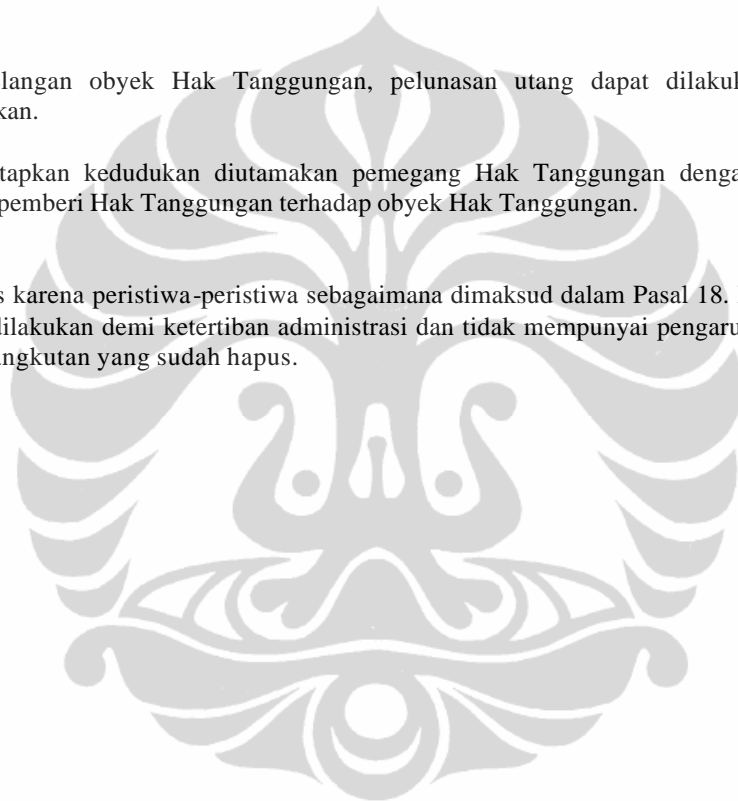 langan obyek Hak Tanggungan, pelunasan utang dapat dilaku
kan.
tapkan kedudukan diutamakan pemegang Hak Tanggungan denga
pemberi Hak Tanggungan terhadap obyek Hak Tanggungan.
s karena peristiwa-peristiwa sebagaimana dimaksud dalam Pasal 18.
dilakukan demi ketertiban administrasi dan tidak mempunyai pengaru
ngkutan yang sudah hapus.